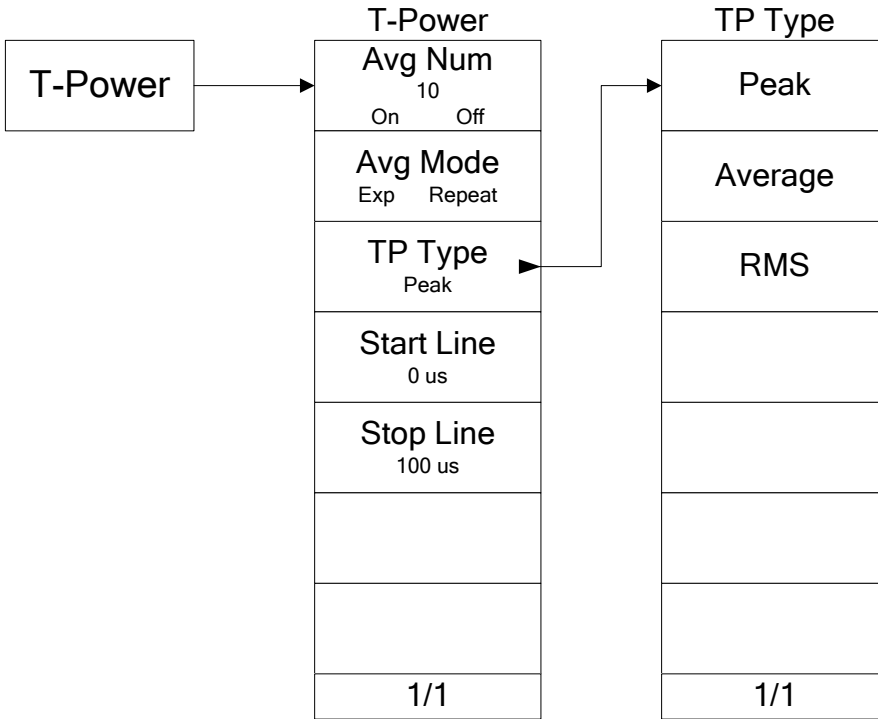 T-Power
T-Power
Avg Num
10
On Off
Avg Mode
Exp Repeat
TP Type
Peak
Start Line
0 us
Stop Line
100 us
1/1
TP Type
Peak
Average
RMS
1/1